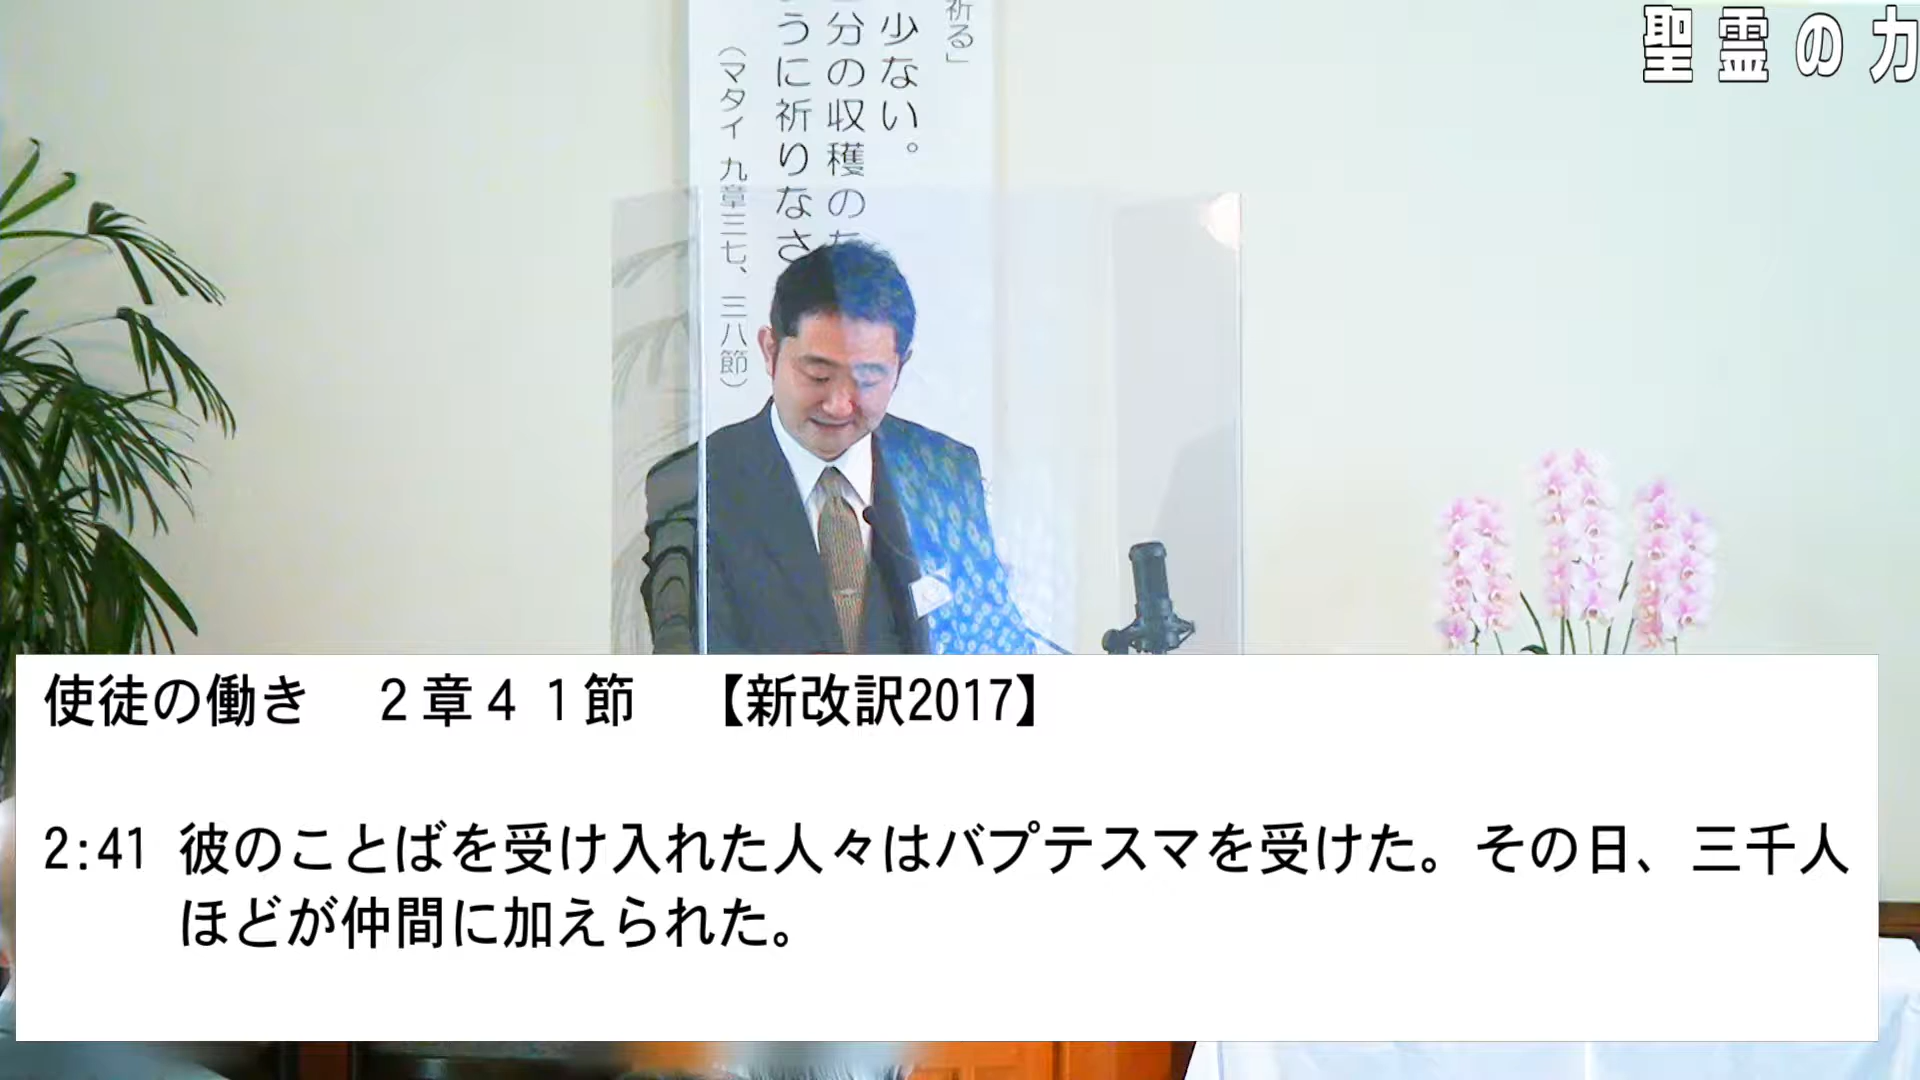 聖霊の力
祈る」
少ない。
分の収穫の
うに祈りなさ
（マタイ 九章三七、三八節）
使徒の働き　２章４１節　【新改訳2017】
2:41 彼のことばを受け入れた人々はバプテスマを受けた。その日、三千人
ほどが仲間に加えられた。